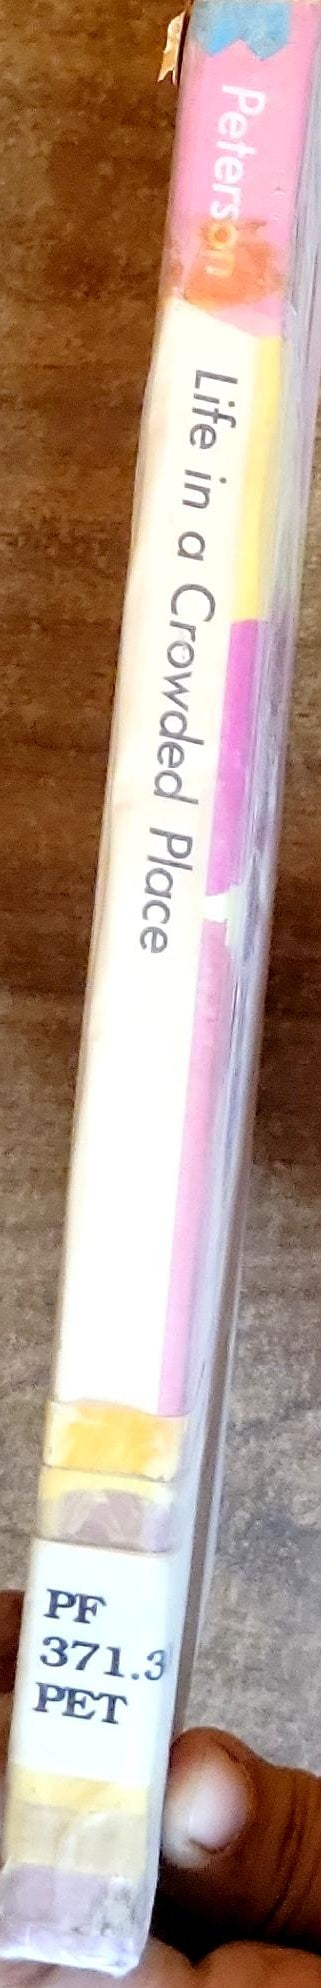 Peterson
Life in a Crowded Place
PF
371.3
PET